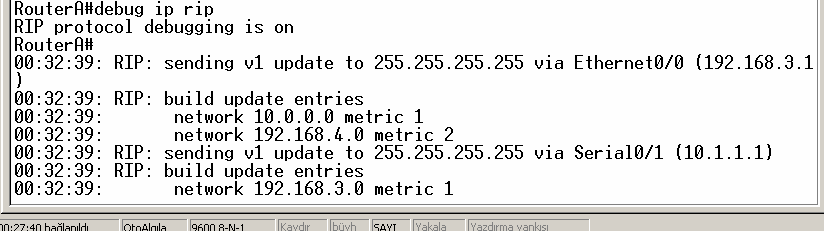 RouterA#debug ip rip
RIP protocol debugging is on
RouterA#
00:32:39: RIP: sending v1 update to 255.255.255.255 via Ethernet0/0 (192.168.3.1
)
00:32:39: RIP: build update entries
00:32:39:       network 10.0.0.0 metric 1
00:32:39:       network 192.168.4.0 metric 2
00:32:39: RIP: sending v1 update to 255.255.255.255 via Serial0/1 (10.1.1.1)
00:32:39: RIP: build update entries
00:32:39:       network 192.168.3.0 metric 1
00:27:40 bağlanıldı OtoAlgıla 9600 8-N-1 Kaydır büyh SAYI Yakala Yazdırma yankısı